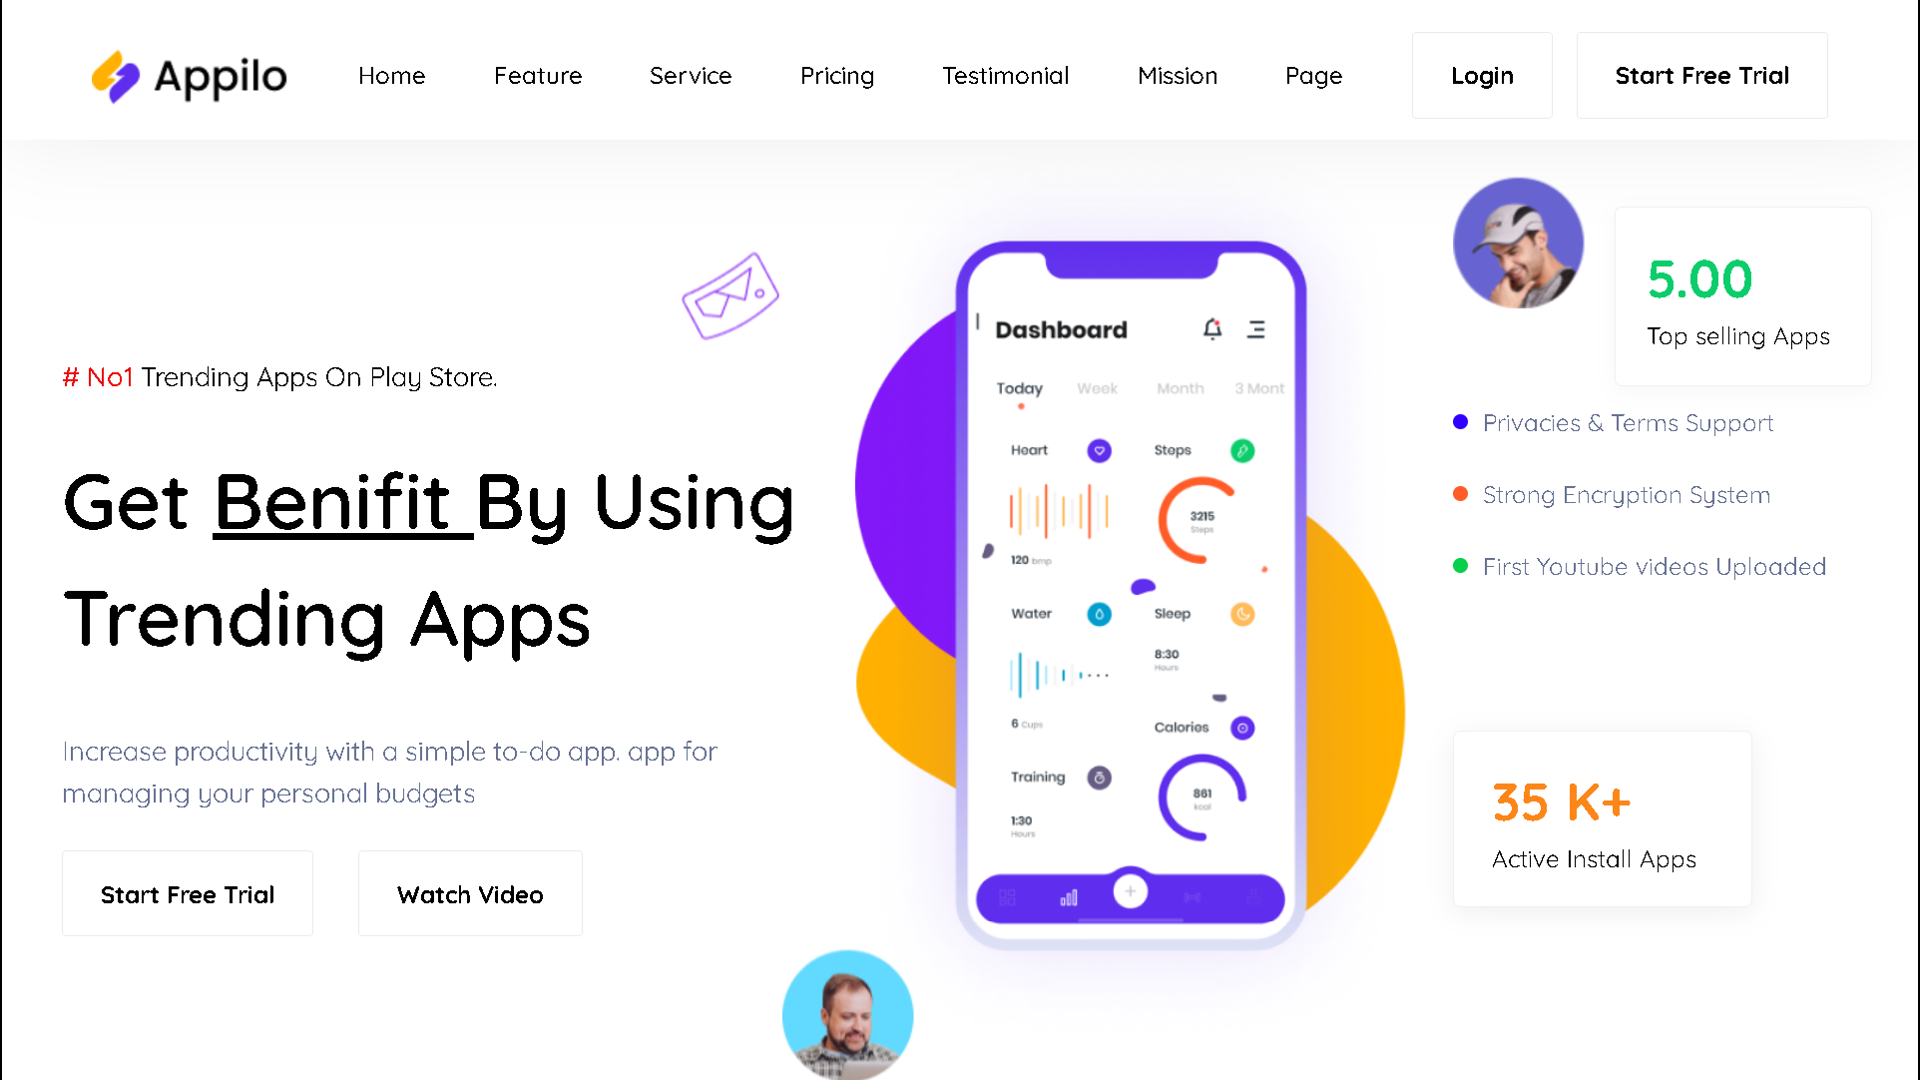 Appilo
Home
Feature
Service
Pricing
Testimonial
Mission
Page
Login
Start Free Trial
# No1 Trending Apps On Play Store.
Get Benifit By Using
Trending Apps
Increase productivity with a simple to-do app. app for
managing your personal budgets
Start Free Trial
Watch Video
Dashboard
Today
Week
Month
3 Mont
Heart
Steps
3215
Steps
120 bmp
Water
Sleep
8:30
Hours
6 Cups
Calories
Training
861
kcal
1:30
Hours
5.00
Top selling Apps
Privacies & Terms Support
Strong Encryption System
First Youtube videos Uploaded
35 K+
Active Install Apps